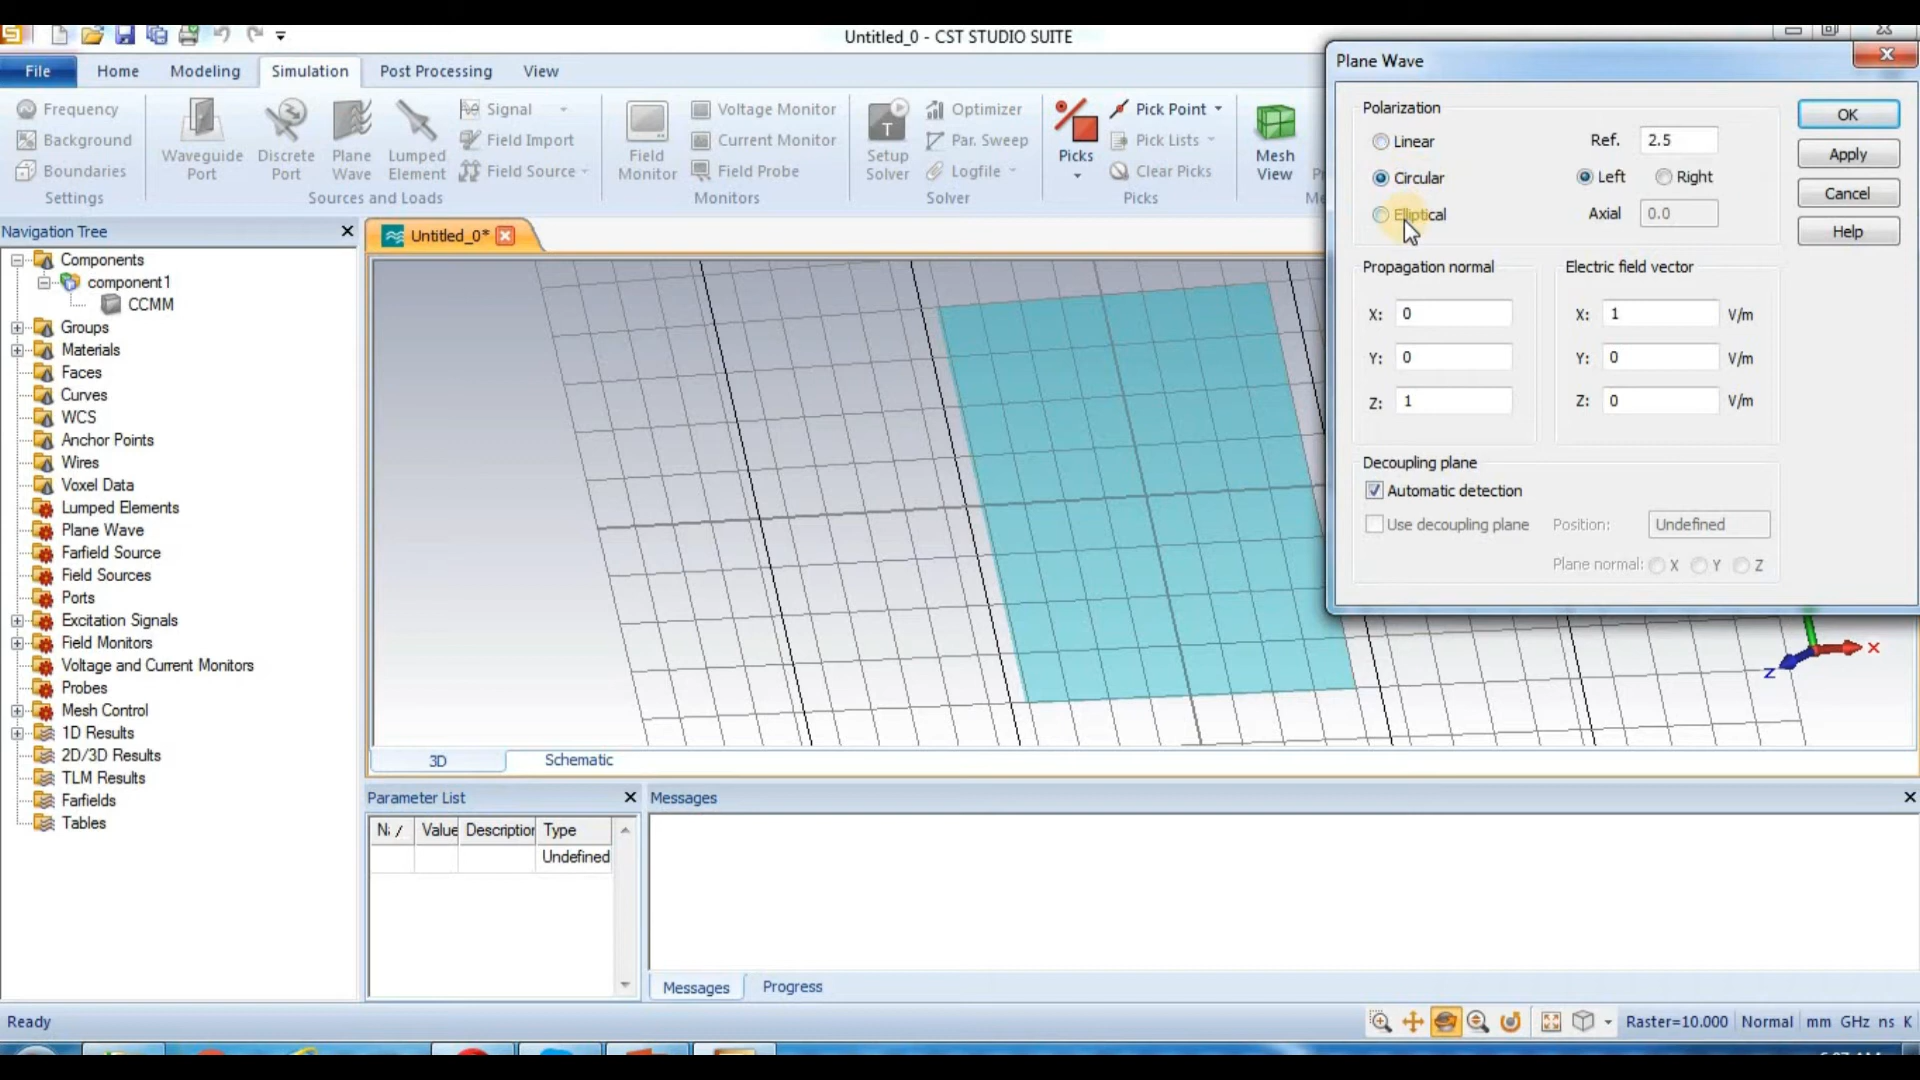 Untitled_0 - CST STUDIO SUITE
File
Home
Modeling
Simulation
Post Processing
View
Frequency
Background
Boundaries
Settings
Waveguide
Port
Discrete
Port
Plane
Wave
Lumped
Element
Signal
Field Import
Field Source
Sources and Loads
Field
Monitor
Voltage Monitor
Current Monitor
Field Probe
Monitors
Setup
Solver
Optimizer
Par. Sweep
Logfile
Solver
Picks
Pick Point
Pick Lists
Clear Picks
Picks
Mesh
View
Plane Wave
Polarization
Linear
Ref.
2.5
Circular
Left
Right
Elliptical
Axial
0.0
OK
Apply
Cancel
Help
Propagation normal
X: 0
Y: 0
Z: 1
Electric field vector
X: 1 V/m
Y: 0 V/m
Z: 0 V/m
Decoupling plane
Automatic detection
Use decoupling plane
Position:
Undefined
Plane normal:
X
Y
Z
Navigation Tree
Components
component1
CCMM
Groups
Materials
Faces
Curves
WCS
Anchor Points
Wires
Voxel Data
Lumped Elements
Plane Wave
Farfield Source
Field Sources
Ports
Excitation Signals
Field Monitors
Voltage and Current Monitors
Probes
Mesh Control
1D Results
2D/3D Results
TLM Results
Farfields
Tables
Untitled_0*
X
Z
3D
Schematic
Parameter List
Value
Description
Type
Undefined
Messages
Messages
Progress
Ready
Raster=10.000
Normal
mm GHz ns K